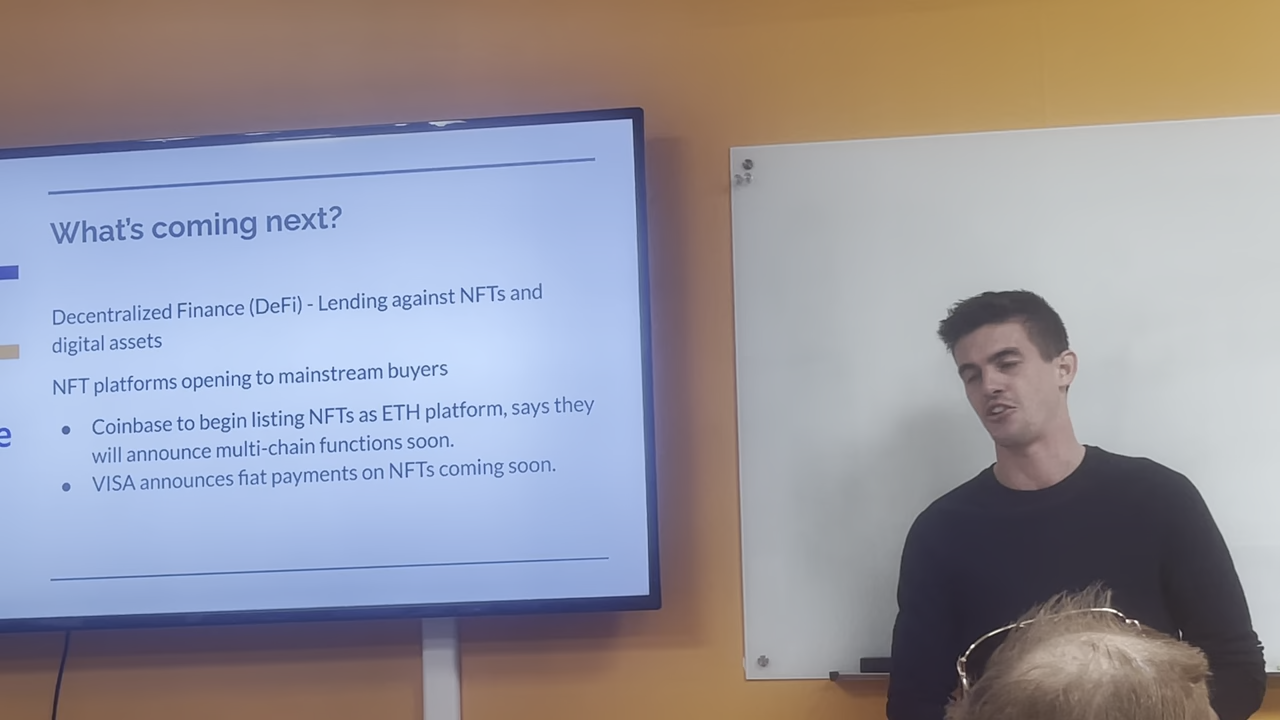 What's coming next?
Decentralized Finance (DeFi) - Lending against NFTs and
digital assets
NFT platforms opening to mainstream buyers
● Coinbase to begin listing NFTs as ETH platform, says they
will announce multi-chain functions soon.
● VISA announces fiat payments on NFTs coming soon.
e